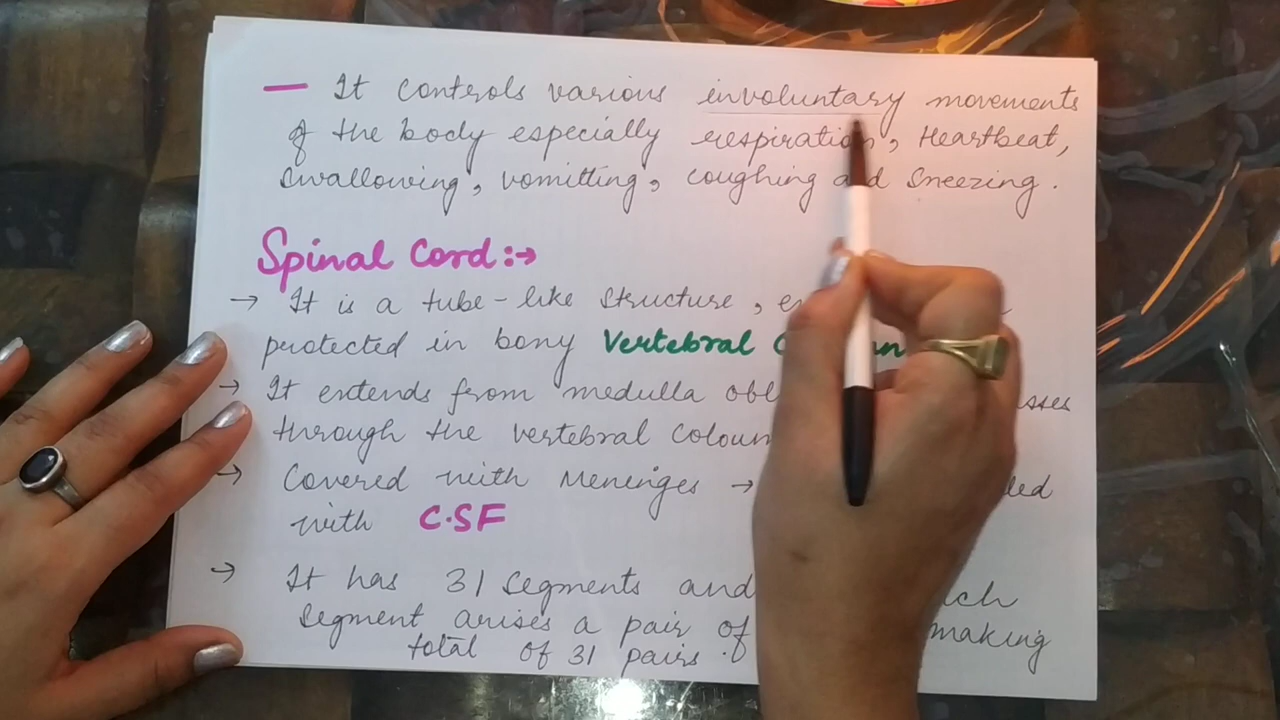 — It controls various involuntary movements
of the body especially respiration, Heartbeat,
swallowing, vomitting, coughing and sneezing.
Spinal Cord:→
→ It is a tube-like structure,
protected in bony Vertebral
→ It extends from medulla
through the vertebral
→ Covered with Meninges →
with C.SF
→ It has 31 segments and
segment arises a pair of making
total of 31 pairs.